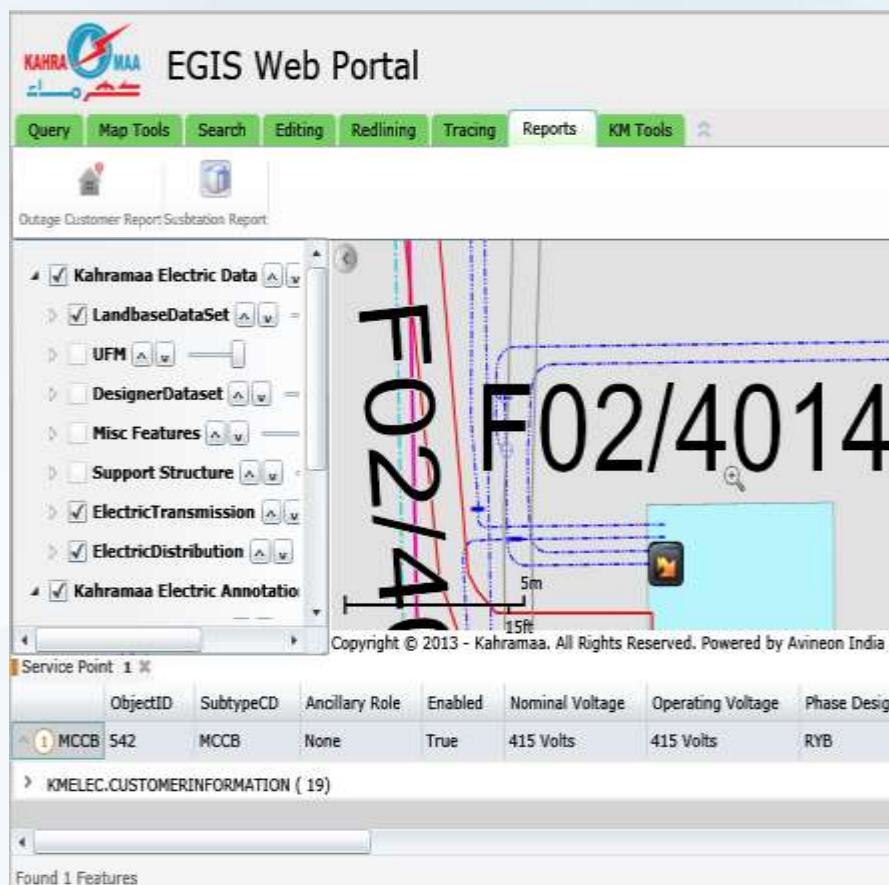 KAHRA MAA
كهرماء
EGIS Web Portal
Query Map Tools Search Editing Redlining Tracing Reports KM Tools
Outage Customer Report Susbtation Report
Kahramaa Electric Data
LandbaseDataSet
UFM
DesignerDataset
Misc Features
Support Structure
ElectricTransmission
ElectricDistribution
Kahramaa Electric Annotatio
F02/40
F02/4014
5m
15ft
Copyright © 2013 - Kahramaa. All Rights Reserved. Powered by Avineon India
Service Point 1
ObjectID SubtypeCD Ancillary Role Enabled Nominal Voltage Operating Voltage Phase Desig
1 MCCB 542 MCCB None True 415 Volts 415 Volts RYB
KMELEC.CUSTOMERINFORMATION ( 19)
Found 1 Features